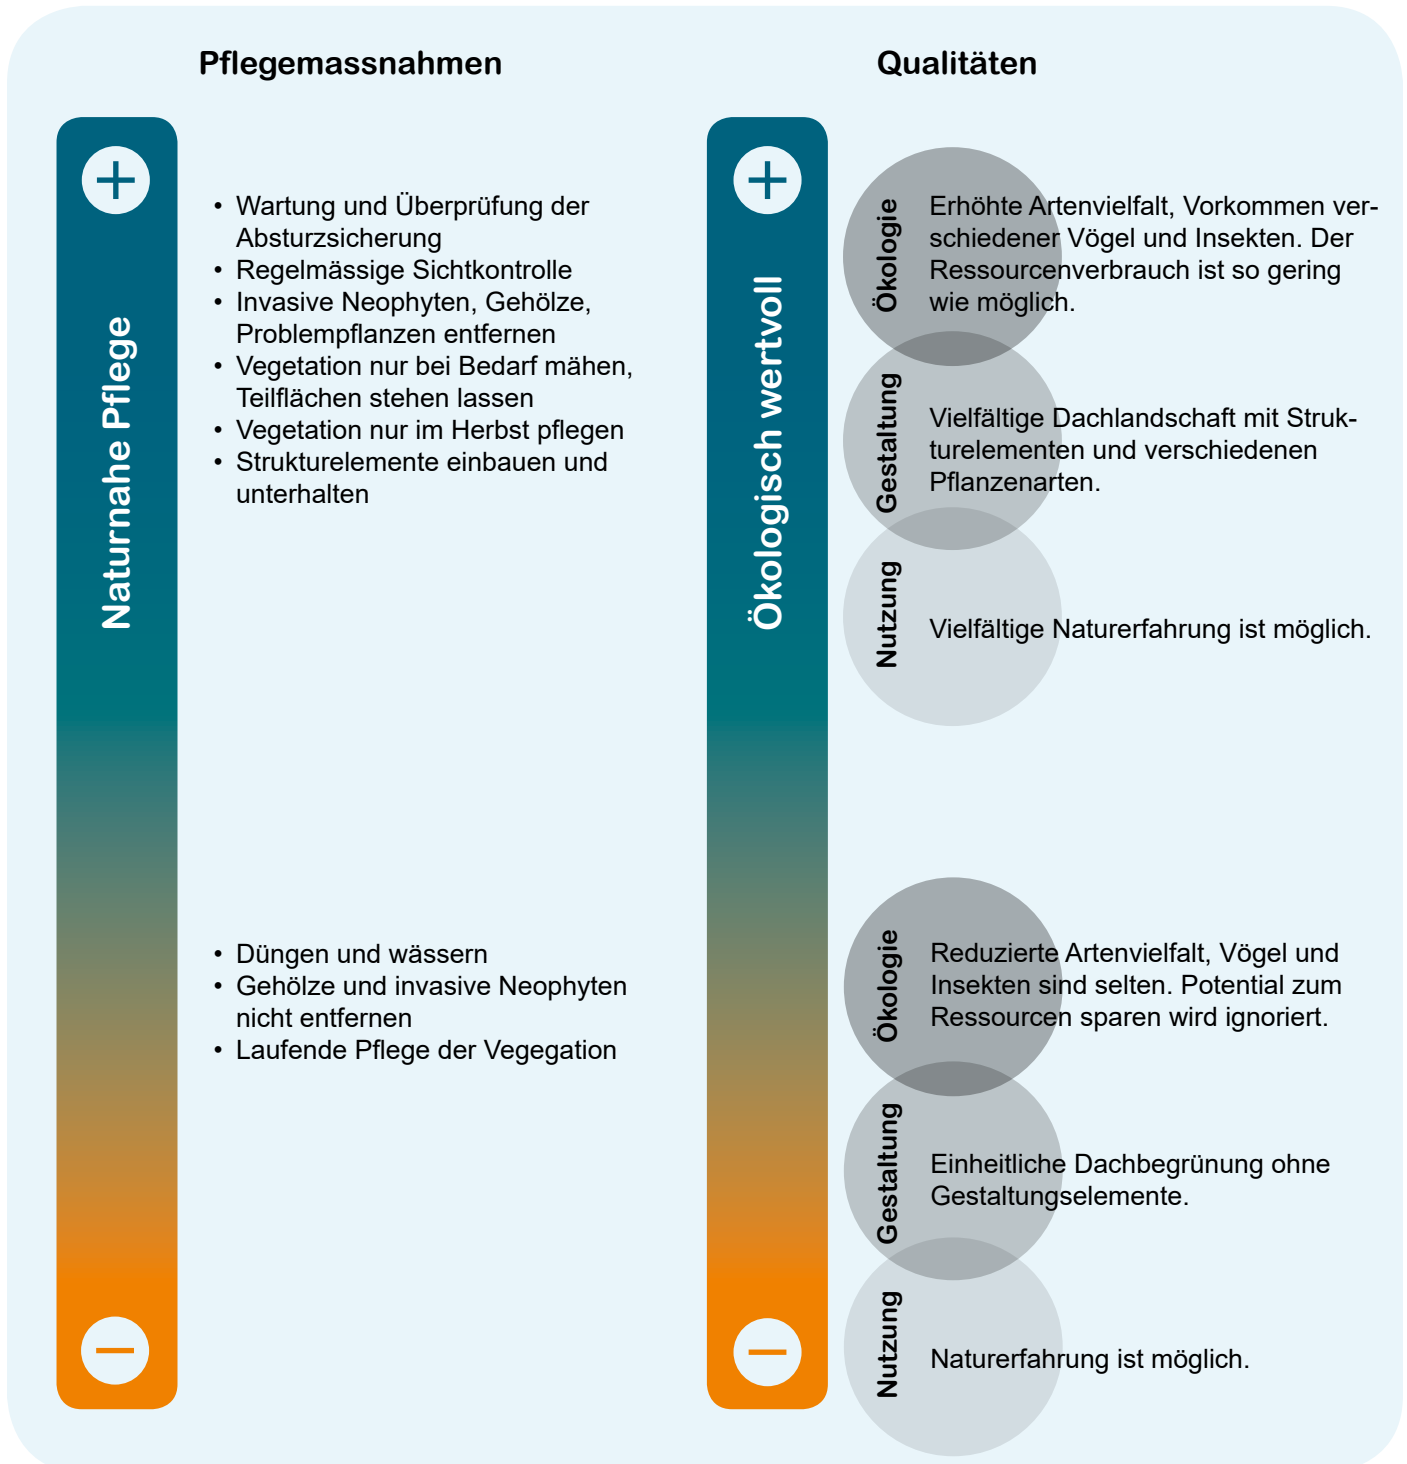 Pflegemassnahmen
Naturnahe Pflege
• Wartung und Überprüfung der
Absturzsicherung
• Regelmässige Sichtkontrolle
• Invasive Neophyten, Gehölze,
Problempflanzen entfernen
• Vegetation nur bei Bedarf mähen,
Teilflächen stehen lassen
• Vegetation nur im Herbst pflegen
• Strukturelemente einbauen und
unterhalten
• Düngen und wässern
• Gehölze und invasive Neophyten
nicht entfernen
• Laufende Pflege der Vegegation
Qualitäten
Ökologisch wertvoll
Ökologie
Erhöhte Artenvielfalt, Vorkommen ver-
schiedener Vögel und Insekten. Der
Ressourcenverbrauch ist so gering
wie möglich.
Gestaltung
Vielfältige Dachlandschaft mit Struk-
turelementen und verschiedenen
Pflanzenarten.
Nutzung
Vielfältige Naturerfahrung ist möglich.
Ökologie
Reduzierte Artenvielfalt, Vögel und
Insekten sind selten. Potential zum
Ressourcen sparen wird ignoriert.
Gestaltung
Einheitliche Dachbegrünung ohne
Gestaltungselemente.
Nutzung
Naturerfahrung ist möglich.